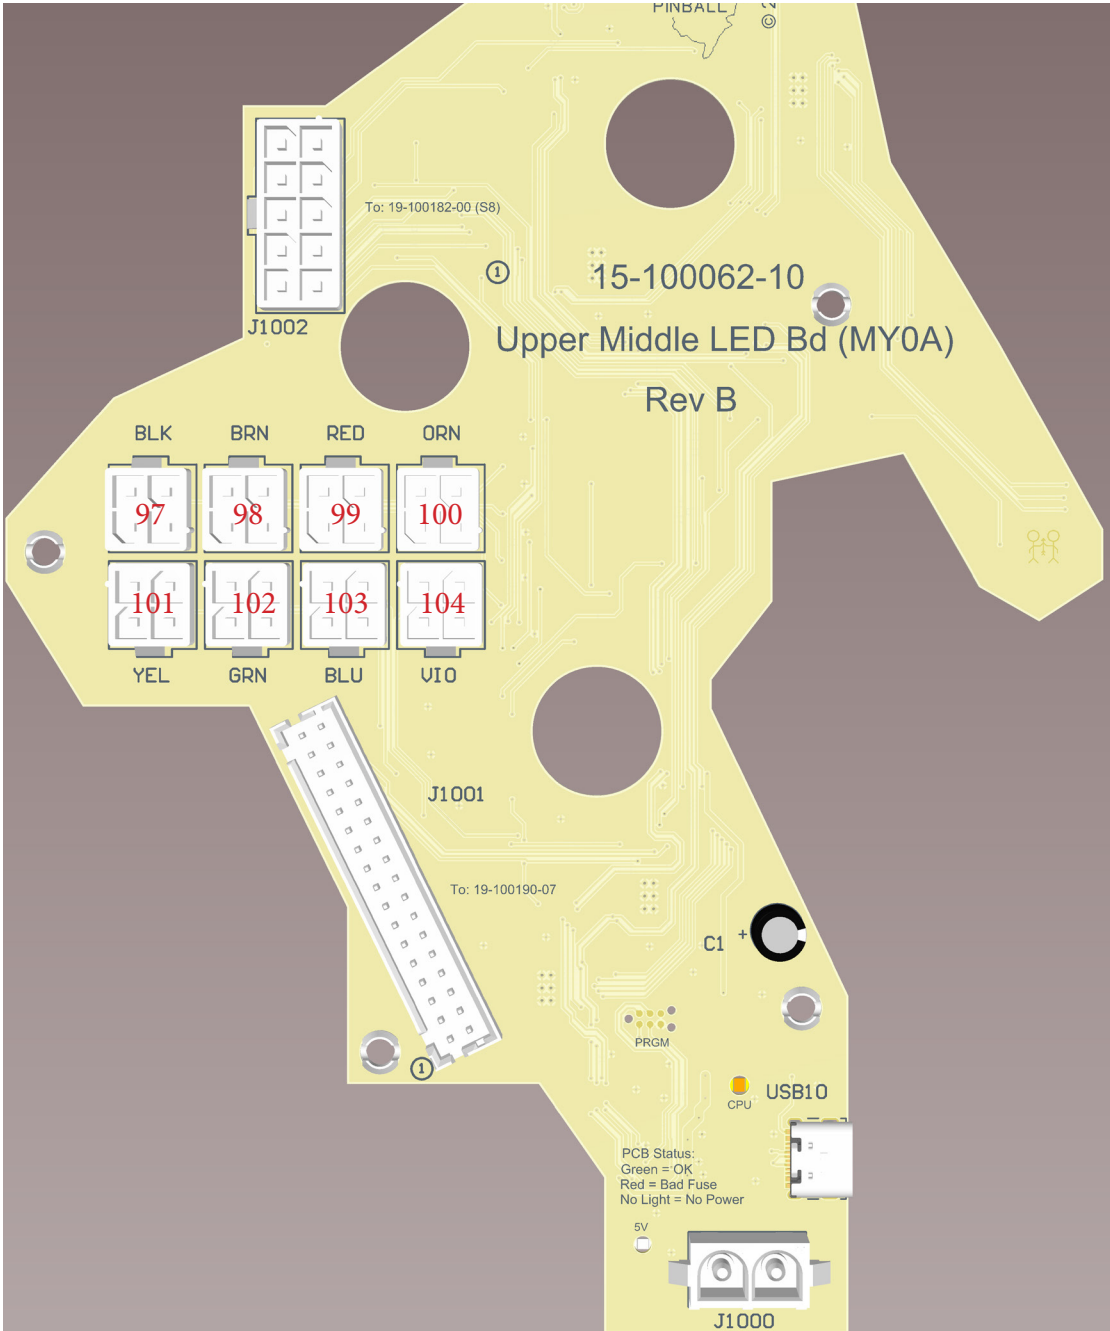 PINBALL
To: 19-100182-00 (S8)
1
15-100062-10
J1002
Upper Middle LED Bd (MY0A)
Rev B
BLK BRN RED ORN
97 98 99 100
101 102 103 104
YEL GRN BLU VIO
J1001
To: 19-100190-07
C1 +
PRGM
1
CPU
USB10
PCB Status:
Green = OK
Red = Bad Fuse
No Light = No Power
5V
J1000